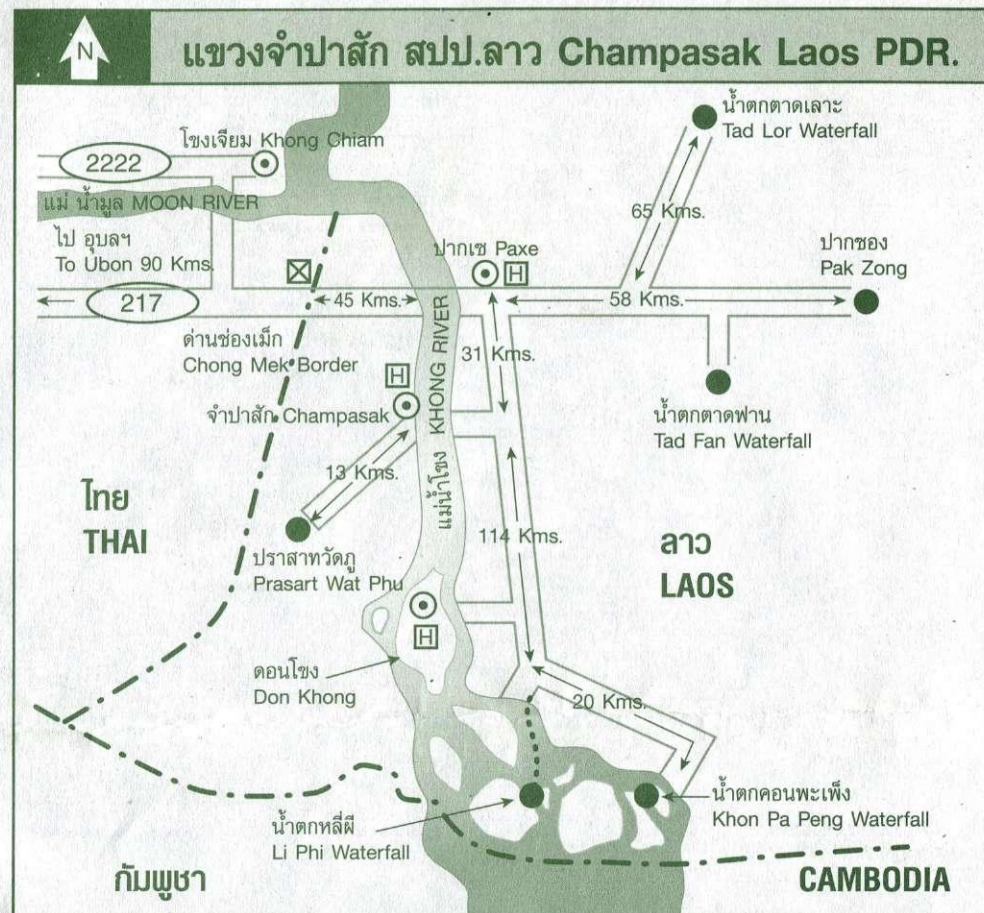 N
แขวงจำปาสัก สปป.ลาว Champasak Laos PDR.
น้ำตกตาดเลาะ
Tad Lor Waterfall
โขงเจียม Khong Chiam
2222
แม่ น้ำมูล MOON RIVER
65 Kms.
ไป อุบลฯ
To Ubon 90 Kms.
ปากเซ Paxe
H
ปากซอง
Pak Zong
217
45 Kms.
58 Kms.
ด่านช่องเม็ก
Chong Mek Border
31 Kms.
H
จำปาสัก Champasak
แม่น้ำโขง KHONG RIVER
น้ำตกตาดฟาน
Tad Fan Waterfall
13 Kms.
ไทย
THAI
114 Kms.
ลาว
LAOS
ปราสาทวัดภู
Prasart Wat Phu
H
ดอนโขง
Don Khong
20 Kms.
น้ำตกหลี่ผี
Li Phi Waterfall
น้ำตกคอนพะเพ็ง
Khon Pa Peng Waterfall
กัมพูชา
CAMBODIA